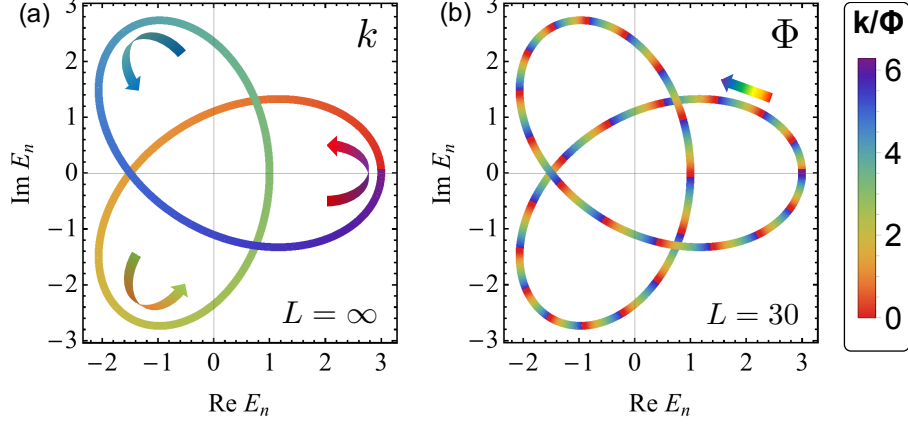 (a)
k
L = ∞
3
2
1
0
−1
−2
−3
Im E_n
−2 −1 0 1 2 3
Re E_n
(b)
Φ
L = 30
3
2
1
0
−1
−2
−3
Im E_n
−2 −1 0 1 2 3
Re E_n
k/Φ
6
4
2
0